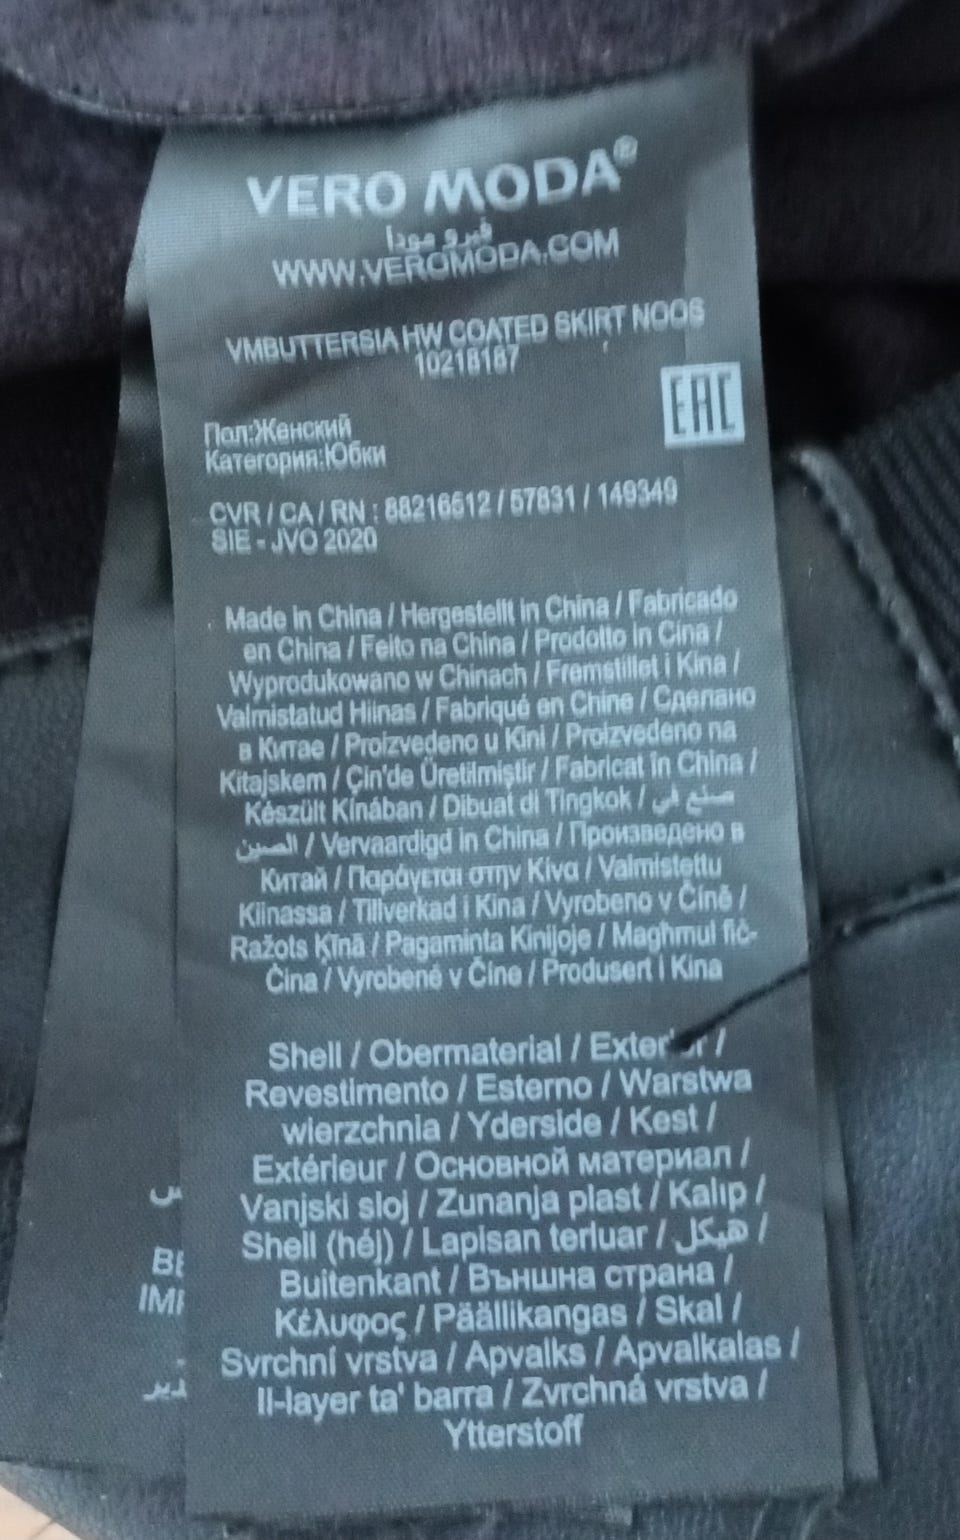 VERO MODA®
فيرو مودا
WWW.VEROMODA.COM
VMBUTTERSIA HW COATED SKIRT NOOS
10218187
EAC
Пол:Женский
Категория:Юбки
CVR / CA / RN : 88216512 / 57831 / 149349
SIE - JVO 2020
Made in China / Hergestellt in China / Fabricado
en China / Feito na China / Prodotto in Cina /
Wyprodukowano w Chinach / Fremstillet i Kina /
Valmistatud Hiinas / Fabriqué en Chine / Сделано
в Китае / Proizvedeno u Kini / Proizvedeno na
Kitajskem / Çin'de Üretilmiştir / Fabricat în China /
Készült Kínában / Dibuat di Tingkok / صنع في
الصين / Vervaardigd in China / Произведено в
Китай / Παράγεται στην Κίνα / Valmistettu
Kiinassa / Tillverkad i Kina / Vyrobeno v Číně /
Ražots Ķīnā / Pagaminta Kinijoje / Maghmul fiċ-
Ċina / Vyrobené v Číne / Produsert i Kina
Shell / Obermaterial / Exterior /
Revestimento / Esterno / Warstwa
wierzchnia / Yderside / Kest /
Extérieur / Основной материал /
Vanjski sloj / Zunanja plast / Kalıp /
Shell (héj) / Lapisan terluar / هيكل /
Buitenkant / Външна страна /
Κέλυφος / Päällikangas / Skal /
Svrchní vrstva / Apvalks / Apvalkalas /
Il-layer ta' barra / Zvrchná vrstva /
Ytterstoff